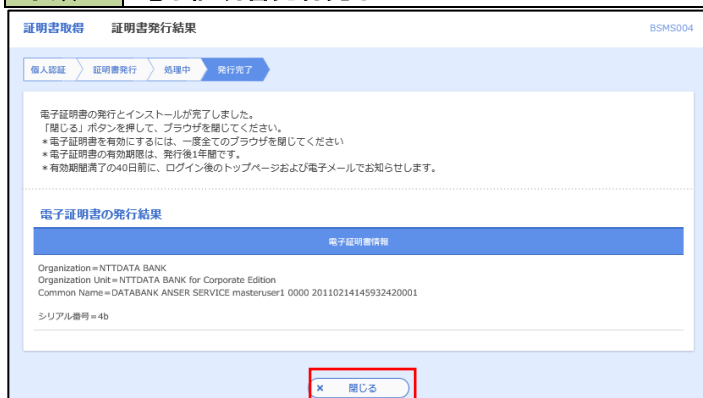 証明書取得 証明書発行結果 BSMS004
個人認証 証明書発行 処理中 発行完了
電子証明書の発行とインストールが完了しました。
「閉じる」ボタンを押して、ブラウザを閉じてください。
＊電子証明書を有効にするには、一度全てのブラウザを閉じてください
＊電子証明書の有効期限は、発行後1年間です。
＊有効期間満了の40日前に、ログイン後のトップページおよび電子メールでお知らせします。
電子証明書の発行結果
電子証明書情報
Organization=NTTDATA BANK
Organization Unit=NTTDATA BANK for Corporate Edition
Common Name=DATABANK ANSER SERVICE masteruser1 0000 20110214145932420001
シリアル番号=4b
× 閉じる